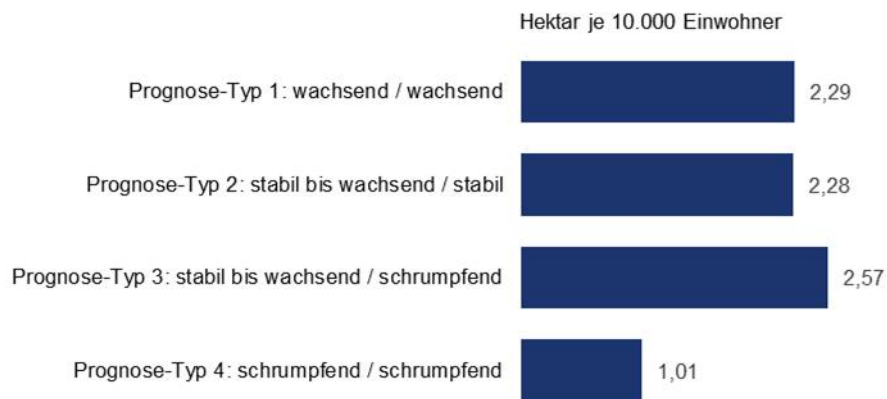 Hektar je 10.000 Einwohner
Prognose-Typ 1: wachsend / wachsend 2,29
Prognose-Typ 2: stabil bis wachsend / stabil 2,28
Prognose-Typ 3: stabil bis wachsend / schrumpfend 2,57
Prognose-Typ 4: schrumpfend / schrumpfend 1,01